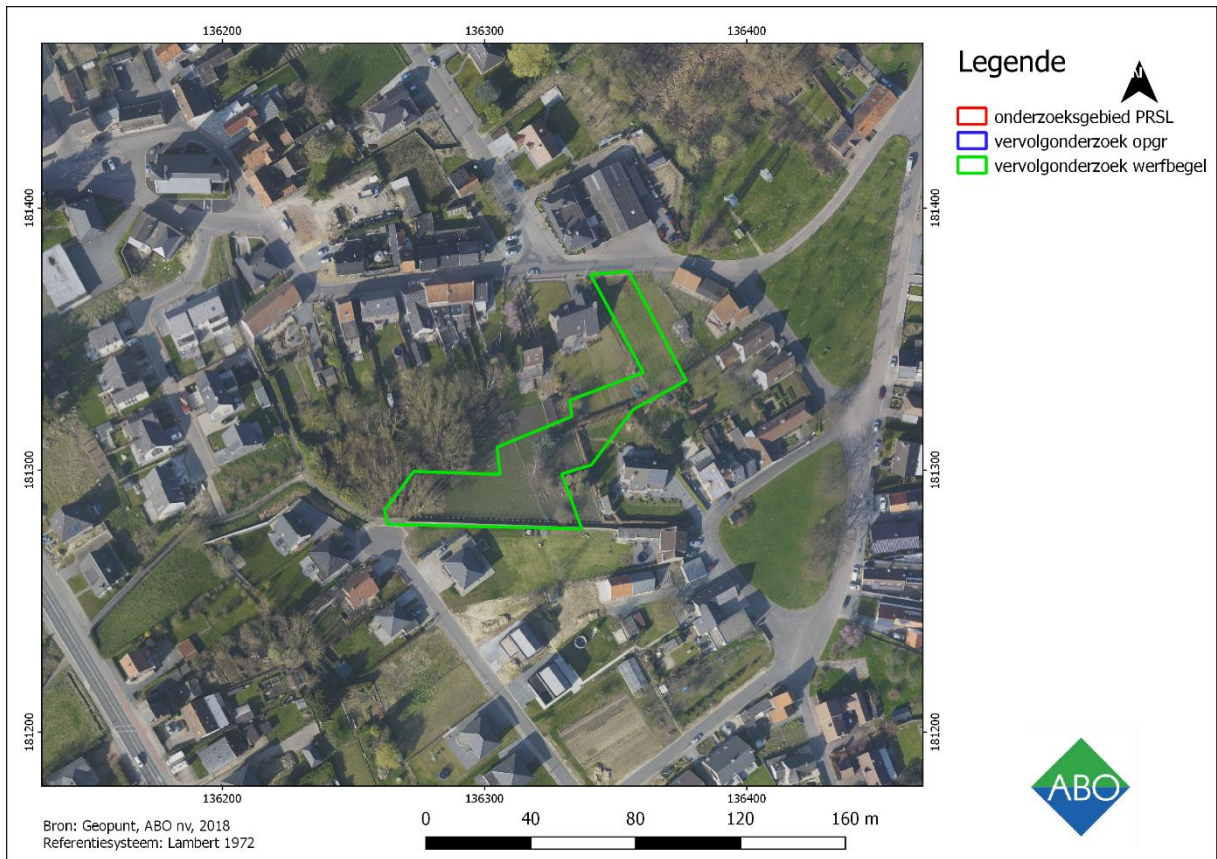 136200 136300 136400
Legende
N
onderzoeksgebied PRSL
vervolgonderzoek opgr
vervolgonderzoek werfbegel
181400 181400
181300 181300
181200 181200
136200 136300 136400
ABO
Bron: Geopunt, ABO nv, 2018
Referentiesysteem: Lambert 1972
0 40 80 120 160 m